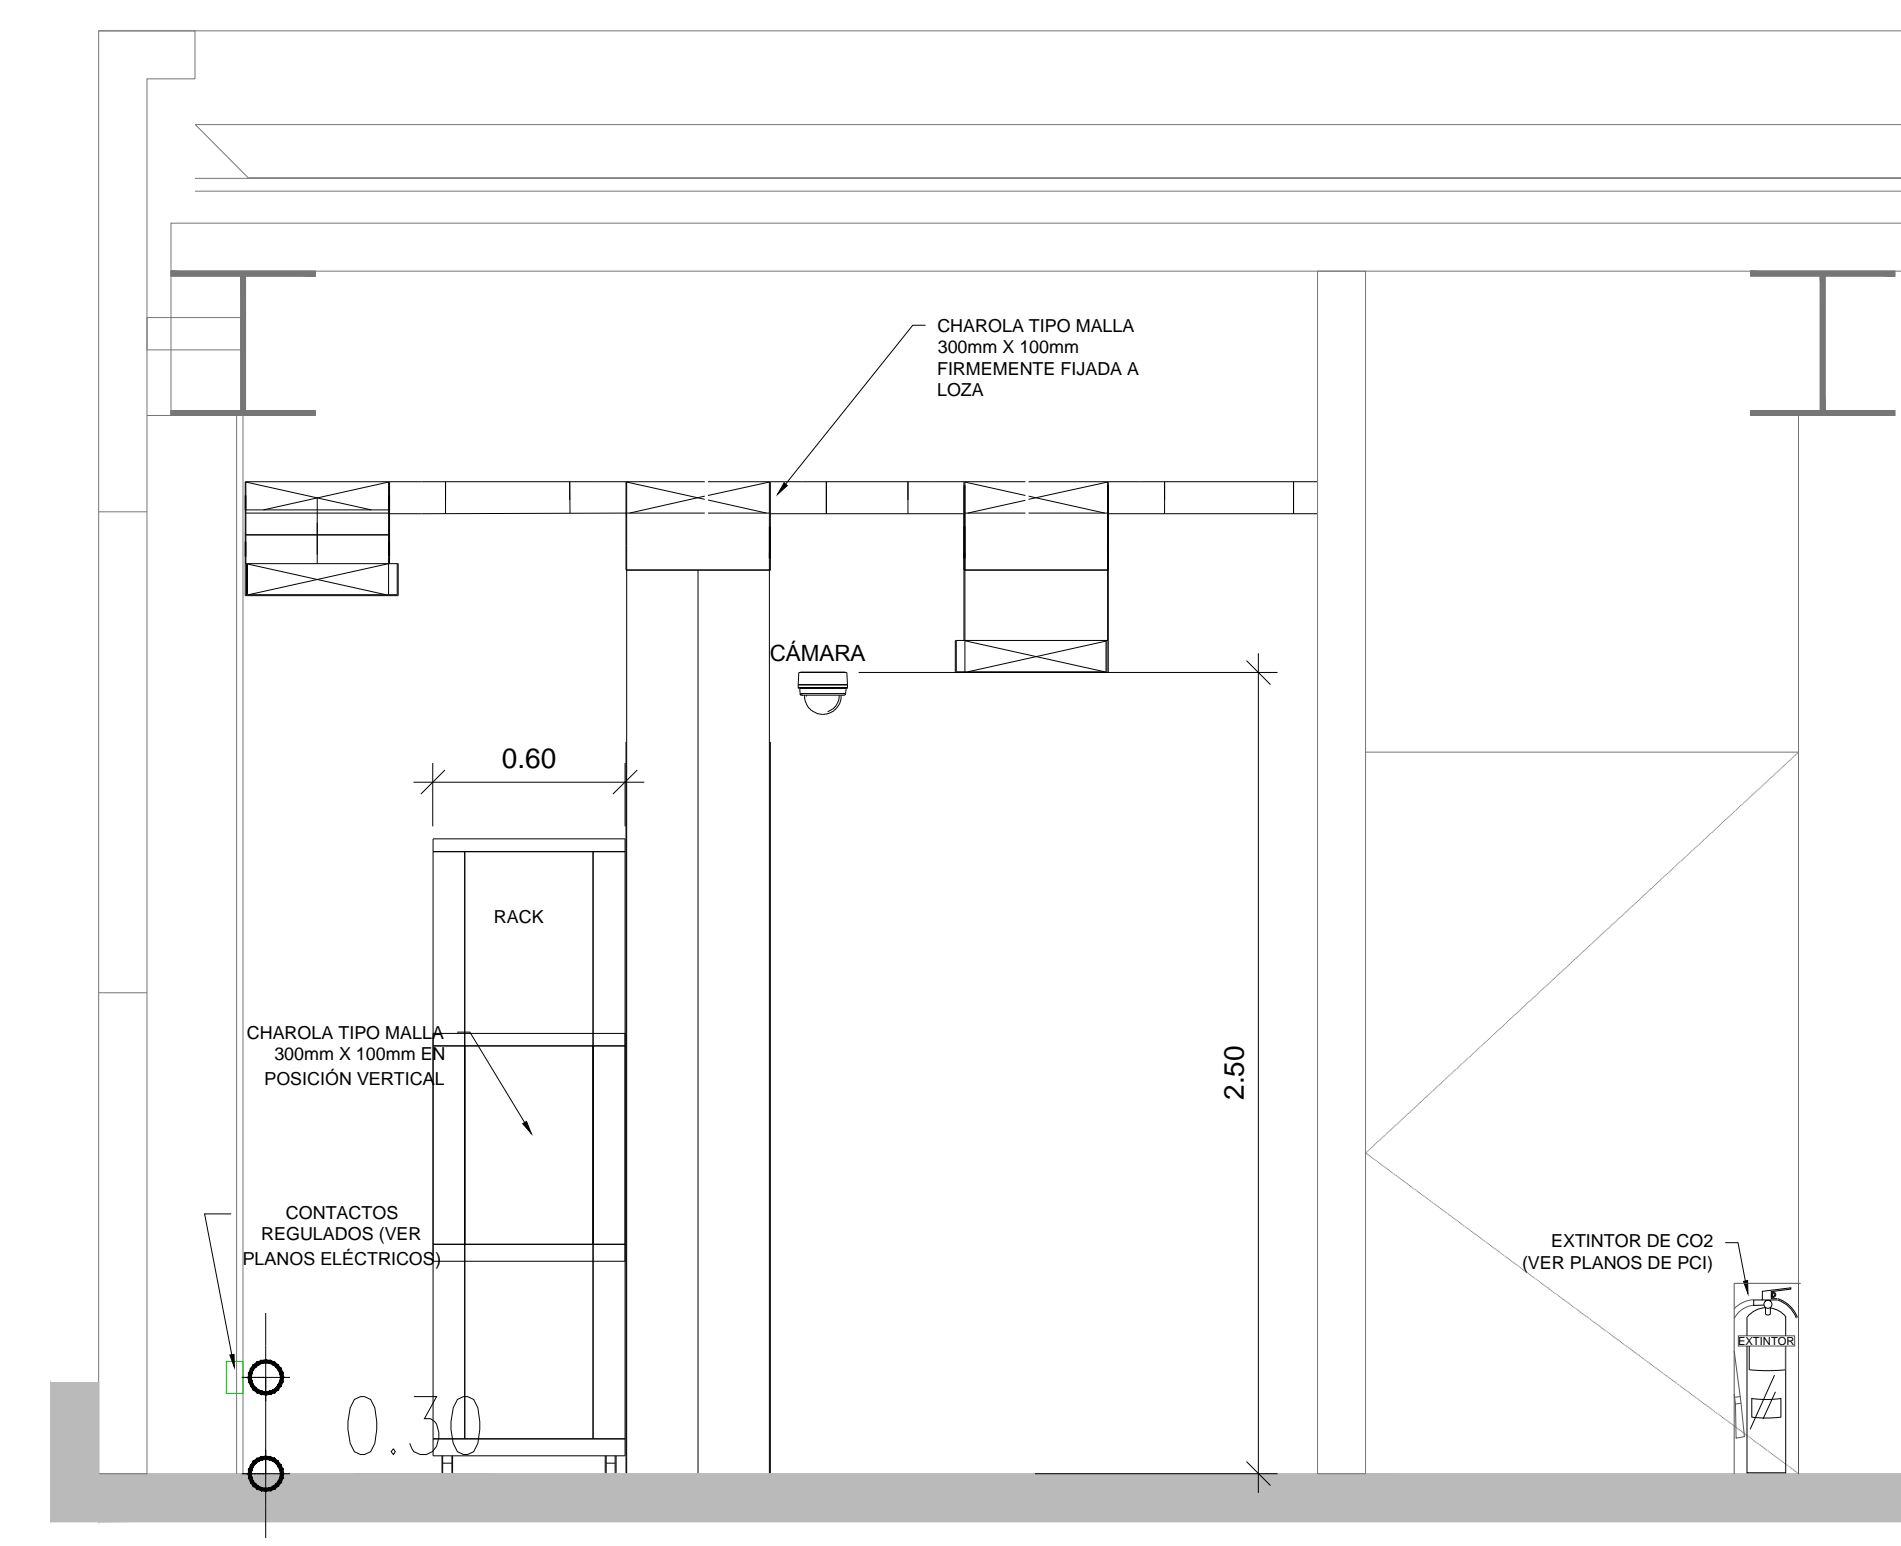 CHAROLA TIPO MALLA
300mm X 100mm
FIRMEMENTE FIJADA A
LOZA
CÁMARA
0.60
RACK
CHAROLA TIPO MALLA
300mm X 100mm EN
POSICIÓN VERTICAL
2.50
CONTACTOS
REGULADOS (VER
PLANOS ELÉCTRICOS)
EXTINTOR DE CO2
(VER PLANOS DE PCI)
EXTINTOR
0.30